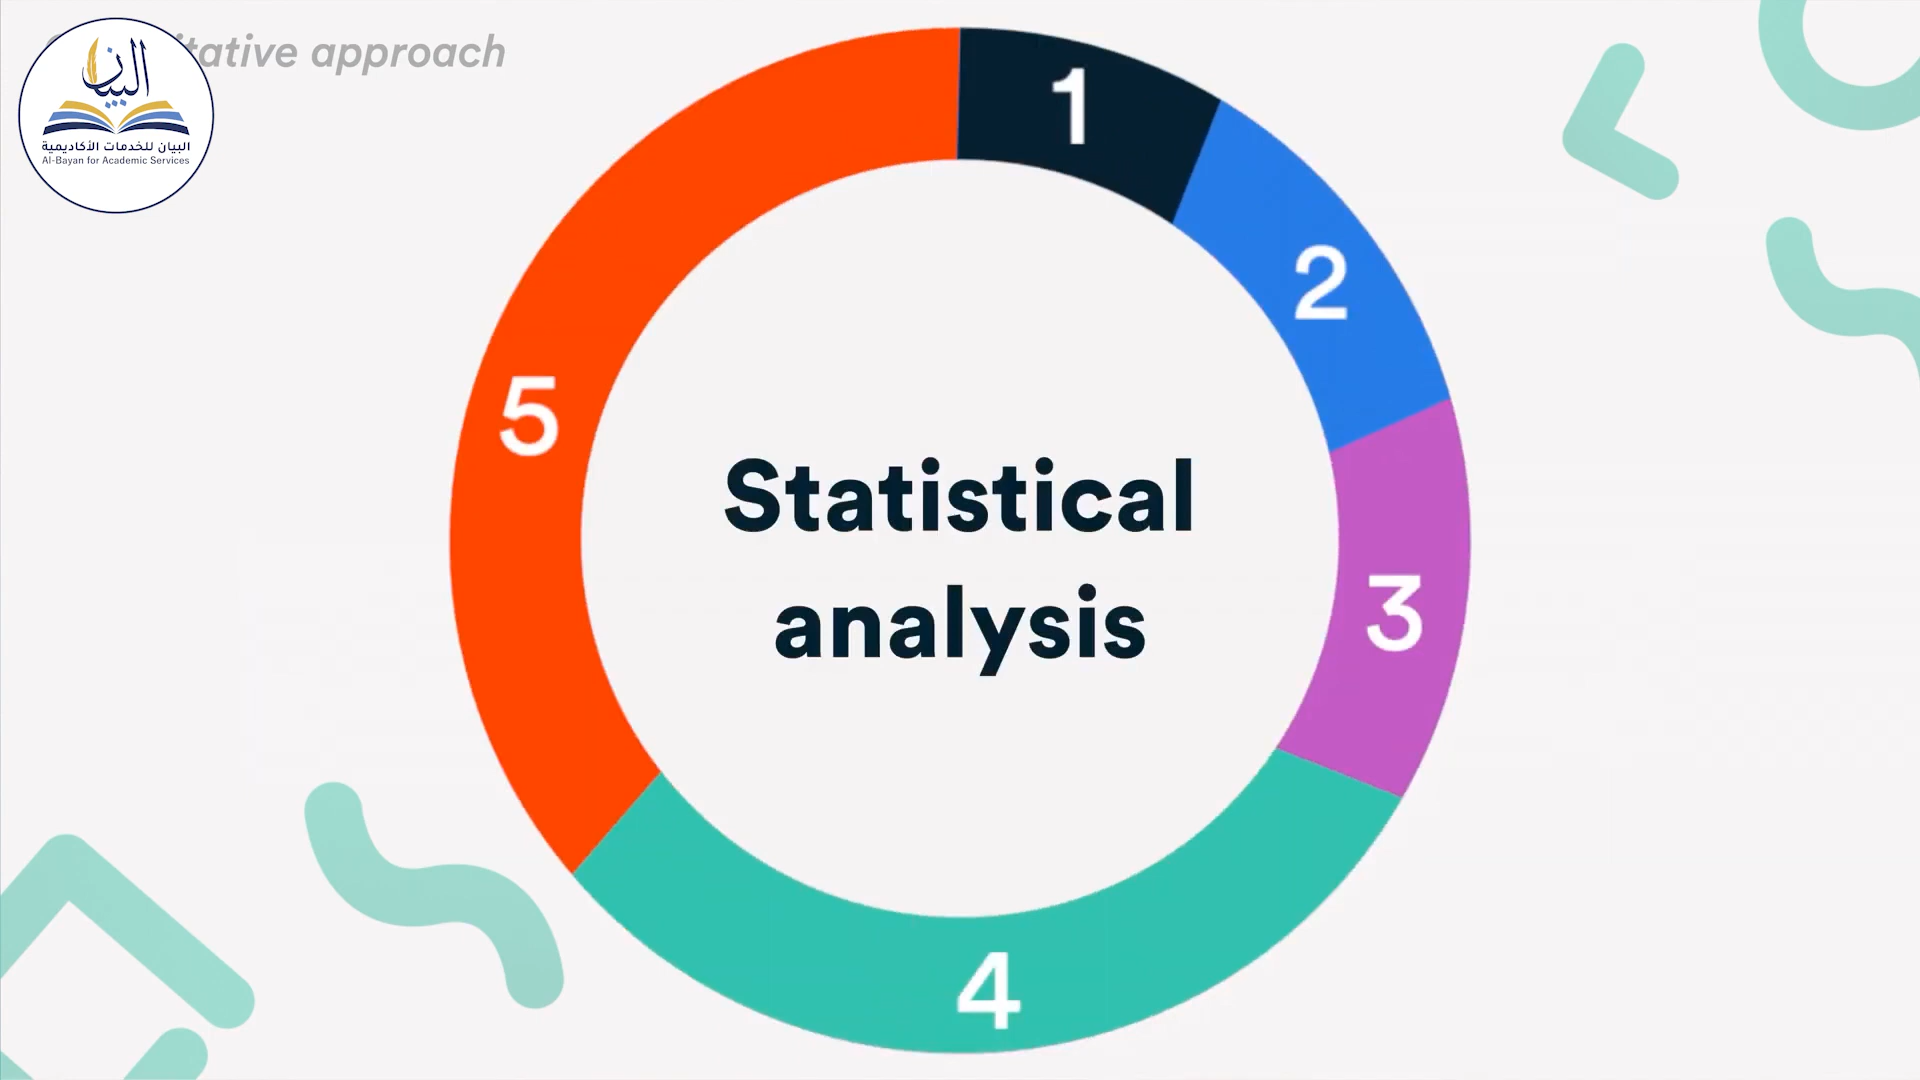 tative approach
البيان
البيان للخدمات الأكاديمية
Al-Bayan for Academic Services
1
2
3
4
5
Statistical
analysis